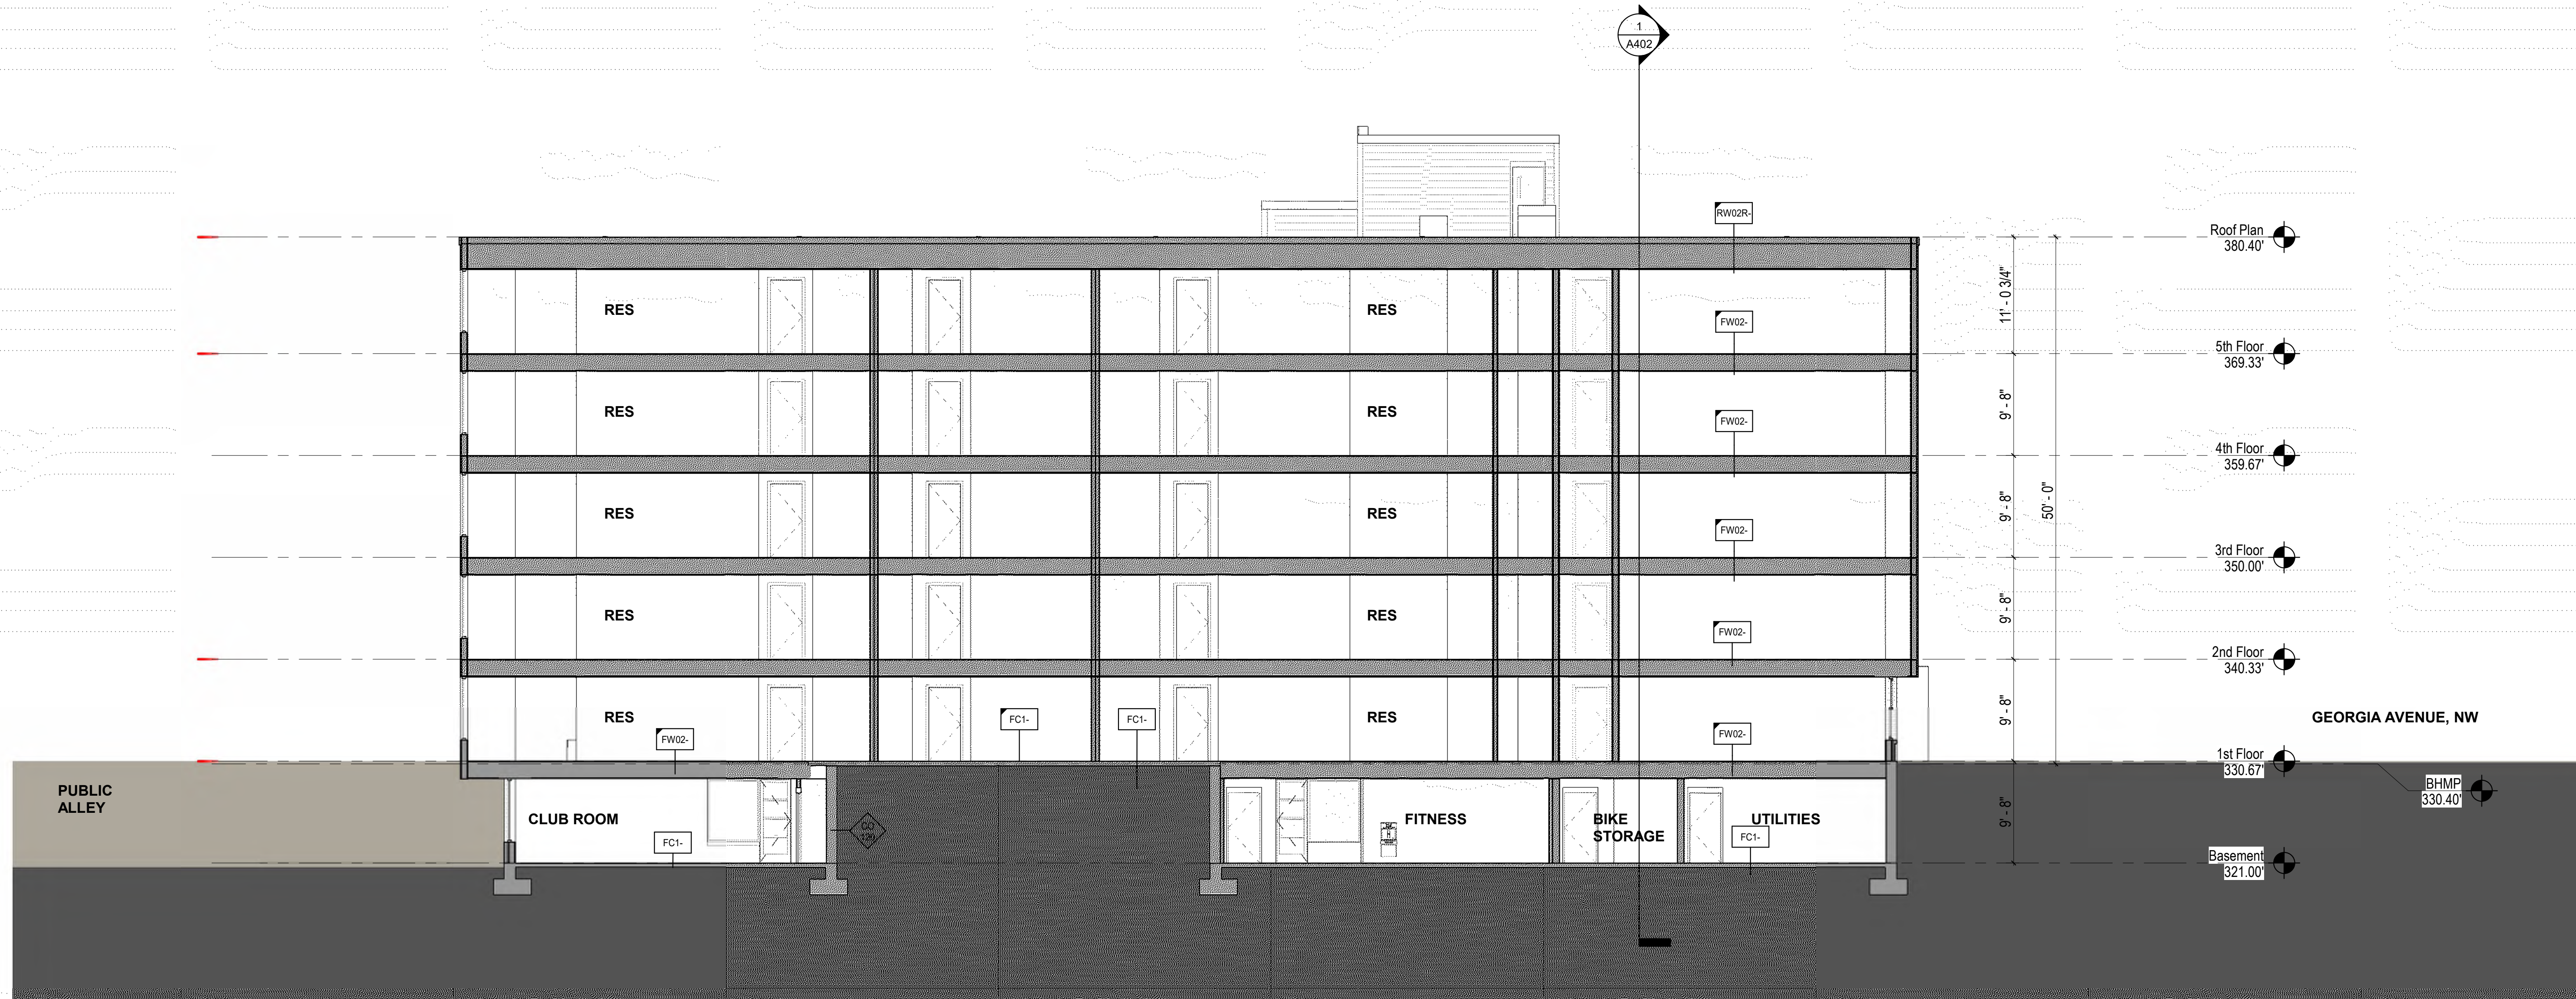 1
A402
RW02R-
Roof Plan
380.40'
11' - 0 3/4"
RES
RES
FW02-
5th Floor
369.33'
9' - 8"
RES
RES
FW02-
4th Floor
359.67'
9' - 8"
50' - 0"
RES
RES
FW02-
3rd Floor
350.00'
9' - 8"
RES
RES
FW02-
2nd Floor
340.33'
9' - 8"
RES
FC1-
FC1-
RES
FW02-
FW02-
GEORGIA AVENUE, NW
1st Floor
330.67'
BHMP
330.40'
PUBLIC
ALLEY
CLUB ROOM
FC1-
120
FITNESS
BIKE
STORAGE
UTILITIES
FC1-
9' - 8"
Basement
321.00'